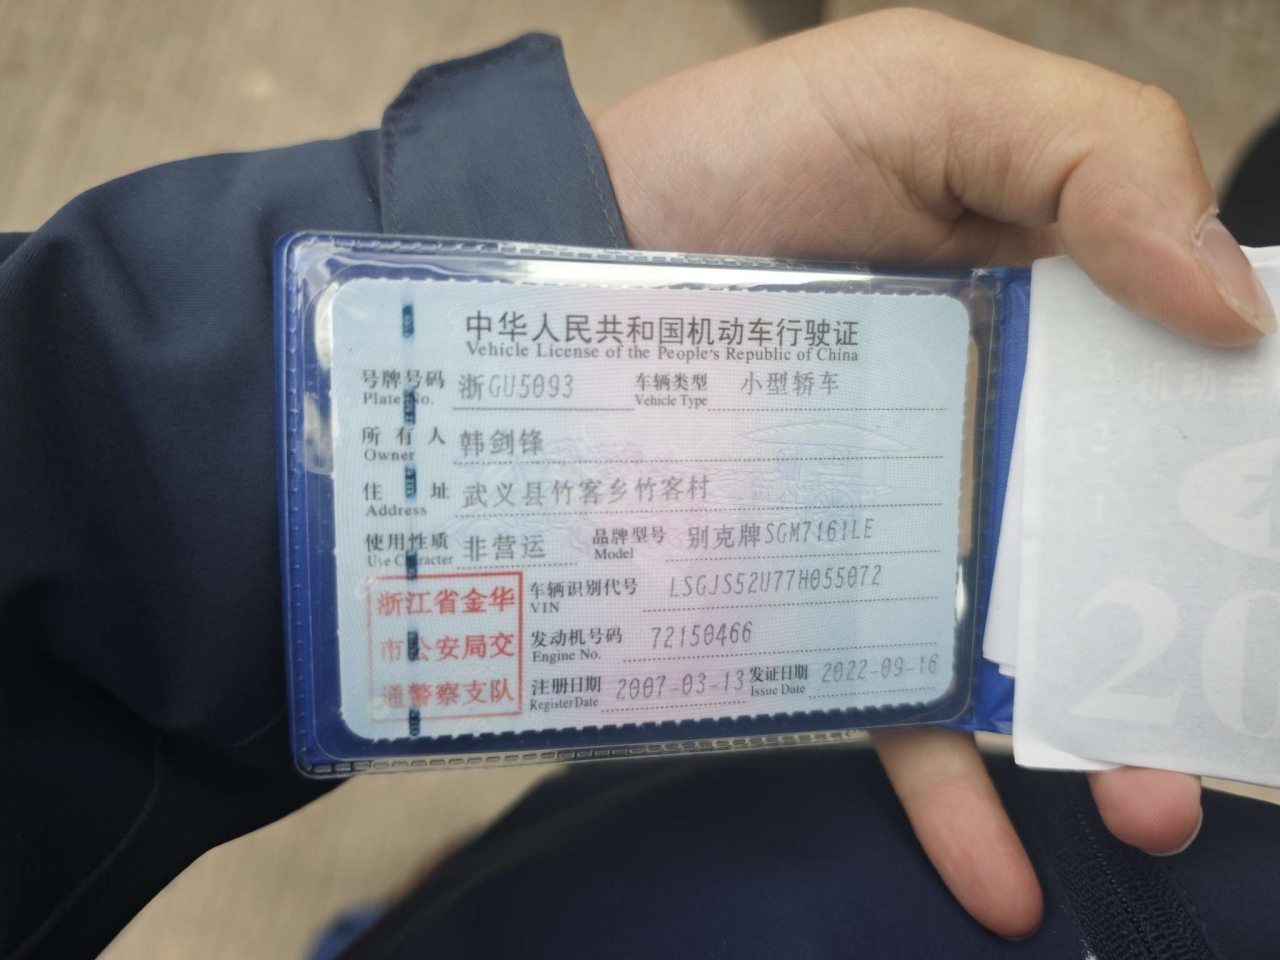 中华人民共和国机动车行驶证
Vehicle License of the People's Republic of China
号牌号码 浙GU5093 车辆类型 小型轿车
Plate No. Vehicle Type
所有人 韩剑锋
Owner
住址 武义县竹客乡竹客村
Address
使用性质 非营运 品牌型号 别克牌SGM7161LE
Use Character Model
浙江省金华
市公安局交
通警察支队
车辆识别代号 LSGJS52U77H055072
VIN
发动机号码 72150466
Engine No.
注册日期 2007-03-13 发证日期 2022-09-16
Register Date Issue Date
机动车
3
2
1
20